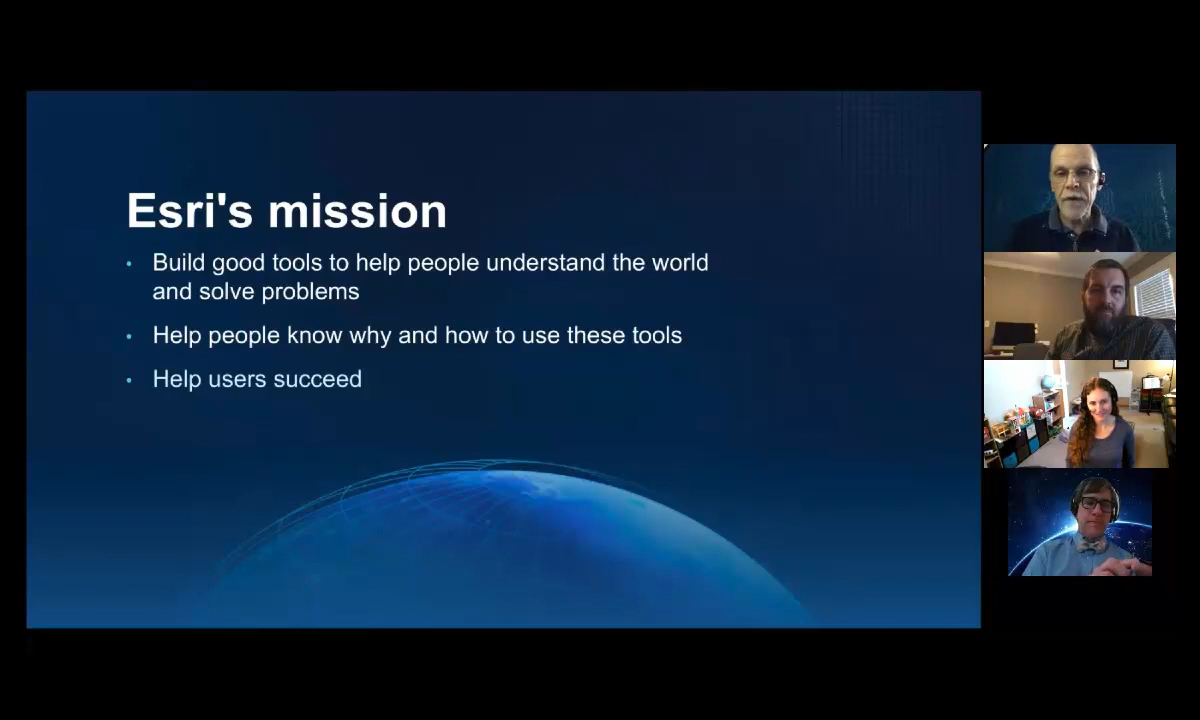 Esri's mission
• Build good tools to help people understand the world
and solve problems
• Help people know why and how to use these tools
• Help users succeed